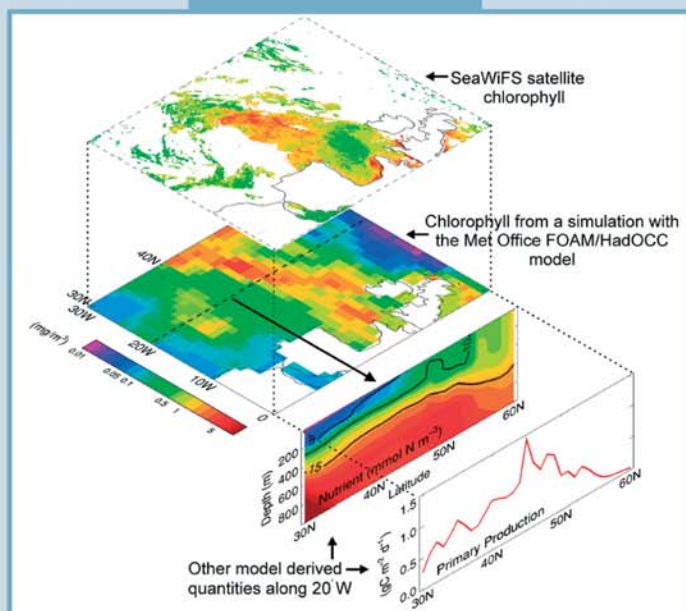 SeaWiFS satellite
chlorophyll
Chlorophyll from a simulation with
the Met Office FOAM/HadOCC
model
40N
30N
30W
20W
10W
0
(mg/m³)
0.01
0.05 0.1
0.5
1
5
Depth (m)
200
400
600
800
15
10
Nutrient (mmol N m⁻³)
30N
40N
50N
60N
Latitude
(gC m⁻² d⁻¹)
1.5
1.0
0.5
0.0
Primary Production
30N
40N
50N
60N
Other model derived
quantities along 20°W